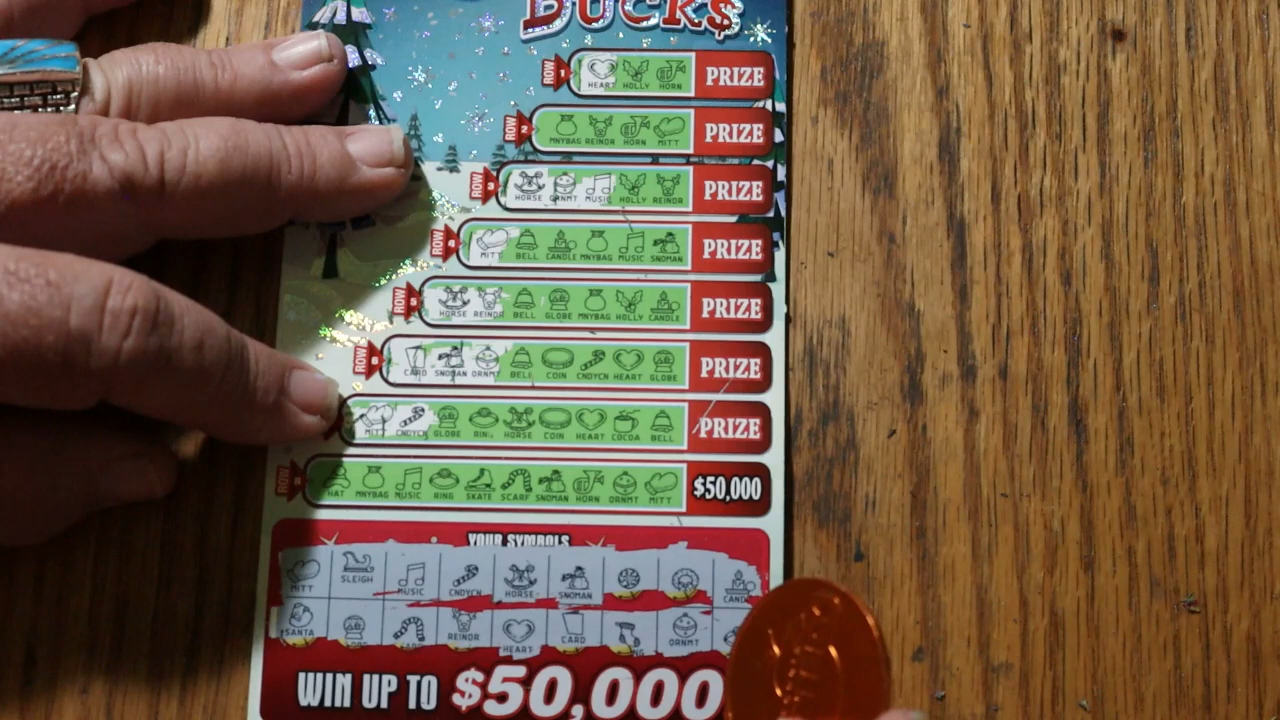 BUCK$
ROW 1 HEART HOLLY HORN PRIZE
ROW 2 MNYBAG REINDR HORN MITT PRIZE
ROW 3 HORSE ORNMT MUSIC HOLLY REINDR PRIZE
ROW 4 MITT BELL CANDLE MNYBAG MUSIC SNOMAN PRIZE
ROW 5 HORSE REINDR BELL GLOBE MNYBAG HOLLY CANDLE PRIZE
ROW 6 CARD SNOMAN ORNMT BELL COIN CNDYCN HEART GLOBE PRIZE
MITT CNDYCN GLOBE RING HORSE COIN HEART COCOA BELL PRIZE
ROW HAT MNYBAG MUSIC RING SKATE SCARF SNOMAN HORN ORNMT MITT $50,000
YOUR SYMBOLS
MITT SLEIGH MUSIC CNDYCN HORSE SNOMAN CAND
SANTA REINDR HEART CARD NG ORNMT
WIN UP TO $50,000